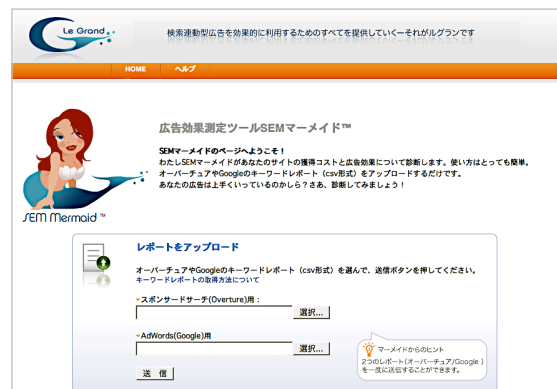 Le Grand
検索連動型広告を効果的に利用するためのすべてを提供していくーそれがルグランです
HOME ヘルプ
広告効果測定ツールSEMマーメイド™
SEMマーメイドのページへようこそ！
わたしSEMマーメイドがあなたのサイトの獲得コストと広告効果について診断します。使い方はとっても簡単。
オーバーチュアやGoogleのキーワードレポート（csv形式）をアップロードするだけです。
あなたの広告は上手くいっているのかしら？さあ、診断してみましょう！
SEM Mermaid ™
レポートをアップロード
オーバーチュアやGoogleのキーワードレポート（csv形式）を選んで、送信ボタンを押してください。
キーワードレポートの取得方法について
スポンサードサーチ(Overture)用：
選択...
AdWords(Google)用
選択...
送 信
マーメイドからのヒント
2つのレポート(オーバーチュア/Google )
を一度に送信することができます。